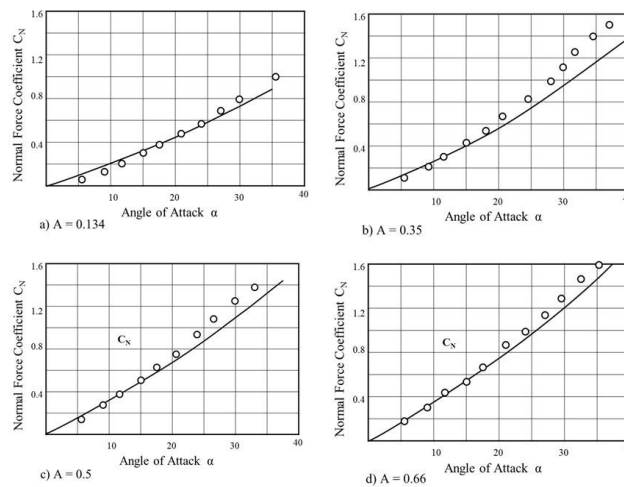 Normal Force Coefficient C_N
1.6
1.2
0.8
0.4
10
20
30
40
Angle of Attack α
a) A = 0.134
Normal Force Coefficient C_N
1.6
1.2
0.8
0.4
10
20
30
Angle of Attack α
b) A = 0.35
Normal Force Coefficient C_N
1.6
1.2
0.8
0.4
C_N
10
20
30
40
Angle of Attack α
c) A = 0.5
Normal Force Coefficient C_N
1.6
1.2
0.8
0.4
C_N
10
20
30
Angle of Attack α
d) A = 0.66